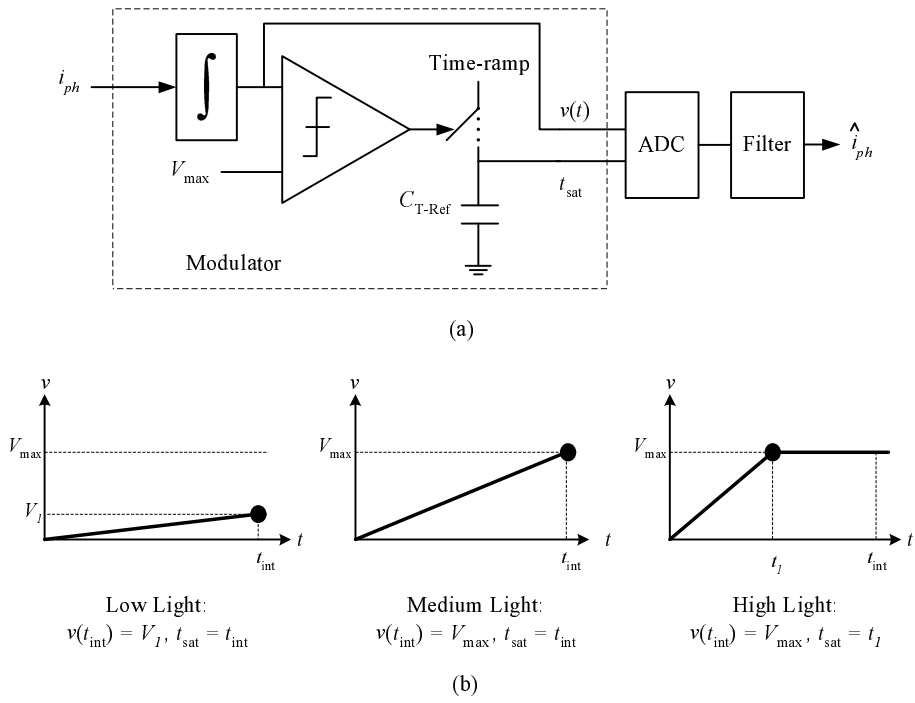 Time-ramp
i_ph
∫
v(t)
ADC
Filter
î_ph
V_max
t_sat
C_T-Ref
Modulator
(a)
v
v
v
V_max
V_max
V_max
V_1
t
t
t
t_int
t_int
t_1
t_int
Low Light:
v(t_int) = V_1, t_sat = t_int
Medium Light:
v(t_int) = V_max, t_sat = t_int
High Light:
v(t_int) = V_max, t_sat = t_1
(b)